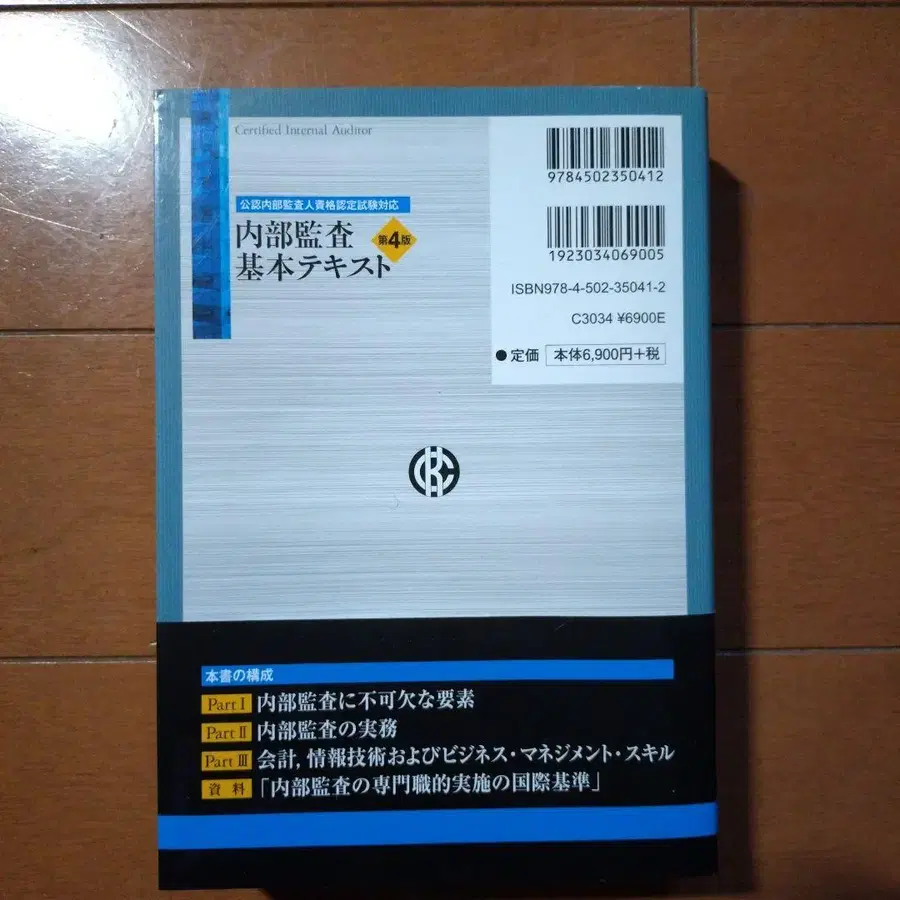 Certified Internal Auditor
公認内部監査人資格認定試験対応
内部監査
基本テキスト
第4版
9784502350412
1923034069005
ISBN978-4-502-35041-2
C3034 ¥6900E
●定価 本体6,900円+税
本書の構成
Part I 内部監査に不可欠な要素
Part II 内部監査の実務
Part III 会計,情報技術およびビジネス・マネジメント・スキル
資料 「内部監査の専門職的実施の国際基準」